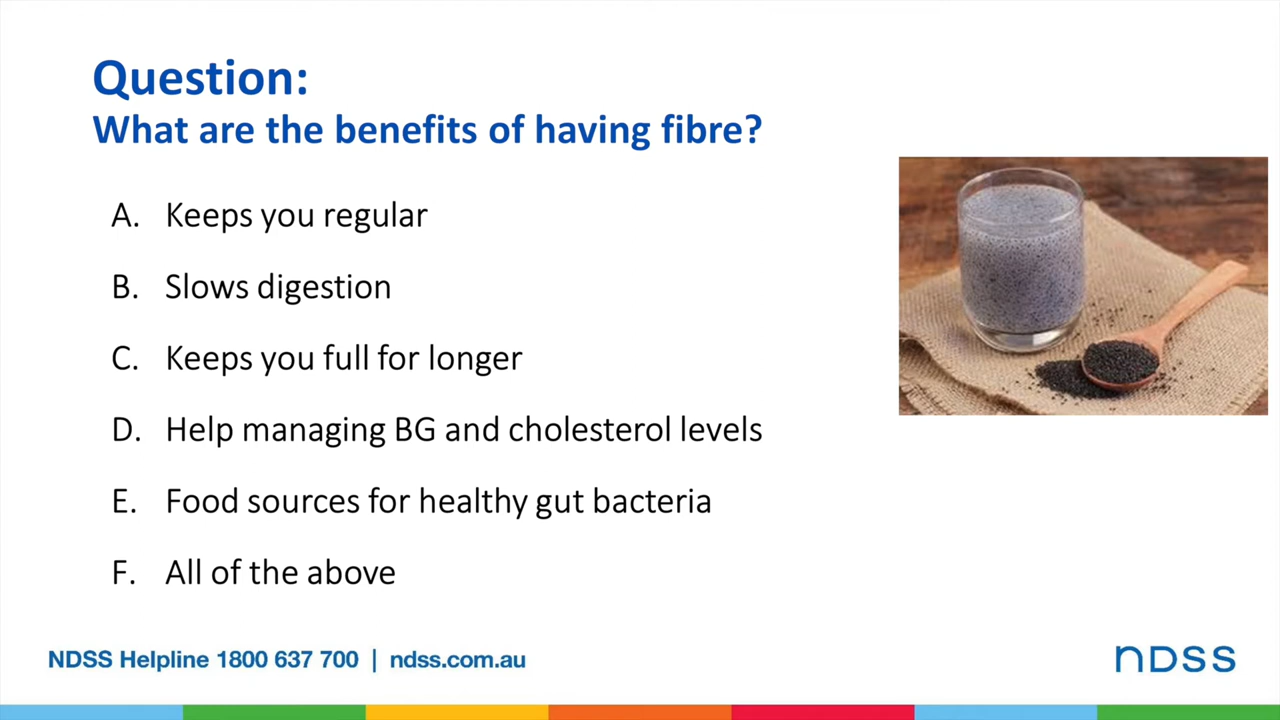 Question:
What are the benefits of having fibre?
A. Keeps you regular
B. Slows digestion
C. Keeps you full for longer
D. Help managing BG and cholesterol levels
E. Food sources for healthy gut bacteria
F. All of the above
NDSS Helpline 1800 637 700 | ndss.com.au
NDSS